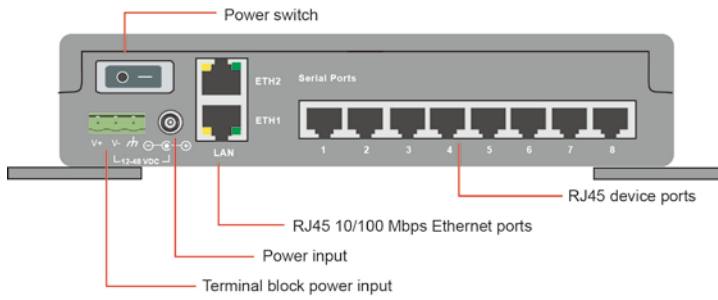 Power switch
ETH2
Serial Ports
ETH1
V+ V-
12-48 VDC
LAN
1 2 3 4 5 6 7 8
RJ45 device ports
RJ45 10/100 Mbps Ethernet ports
Power input
Terminal block power input